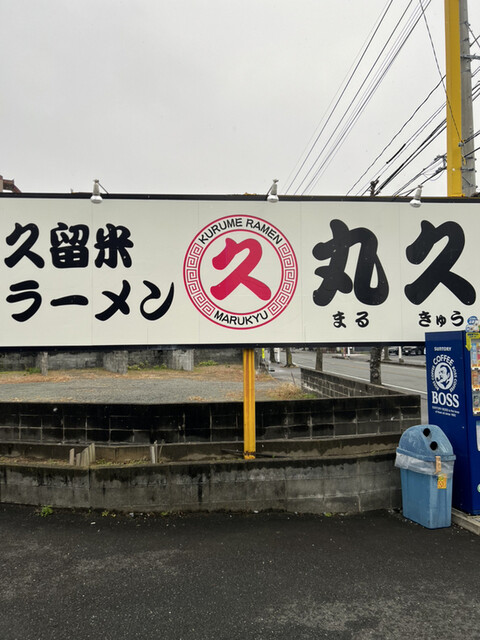 久留米
ラーメン
KURUME RAMEN
久
MARUKYU
丸久
まる きゅう
SUNTORY
COFFEE
BOSS